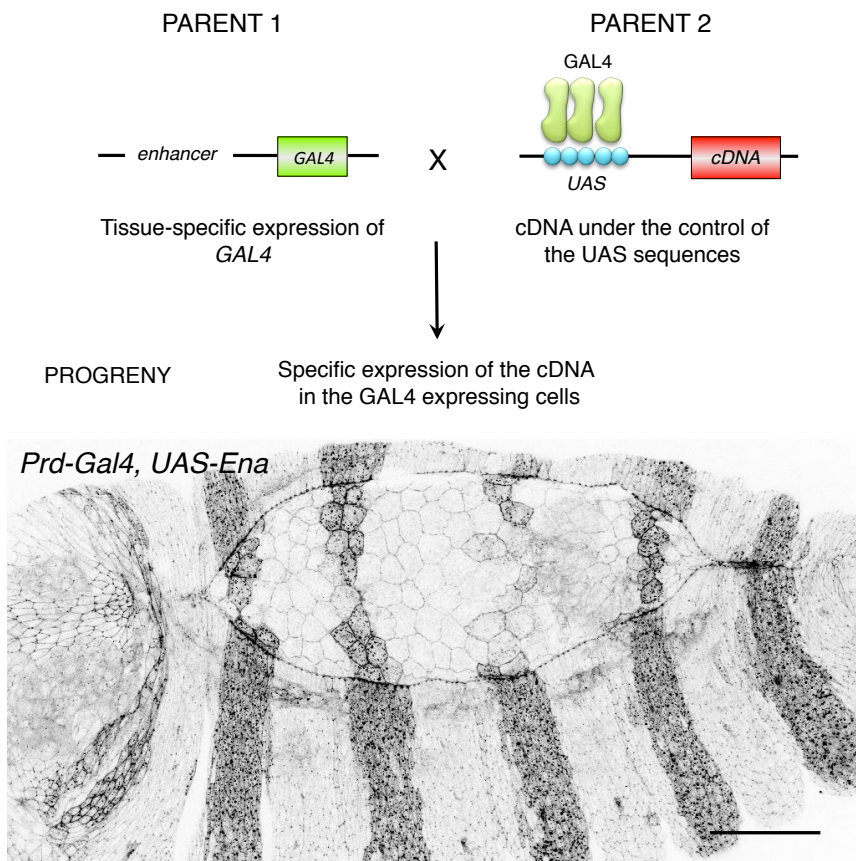 PARENT 1
PARENT 2
GAL4
enhancer
GAL4
X
cDNA
UAS
Tissue-specific expression of
GAL4
cDNA under the control of
the UAS sequences
PROGRENY
Specific expression of the cDNA
in the GAL4 expressing cells
Prd-Gal4, UAS-Ena